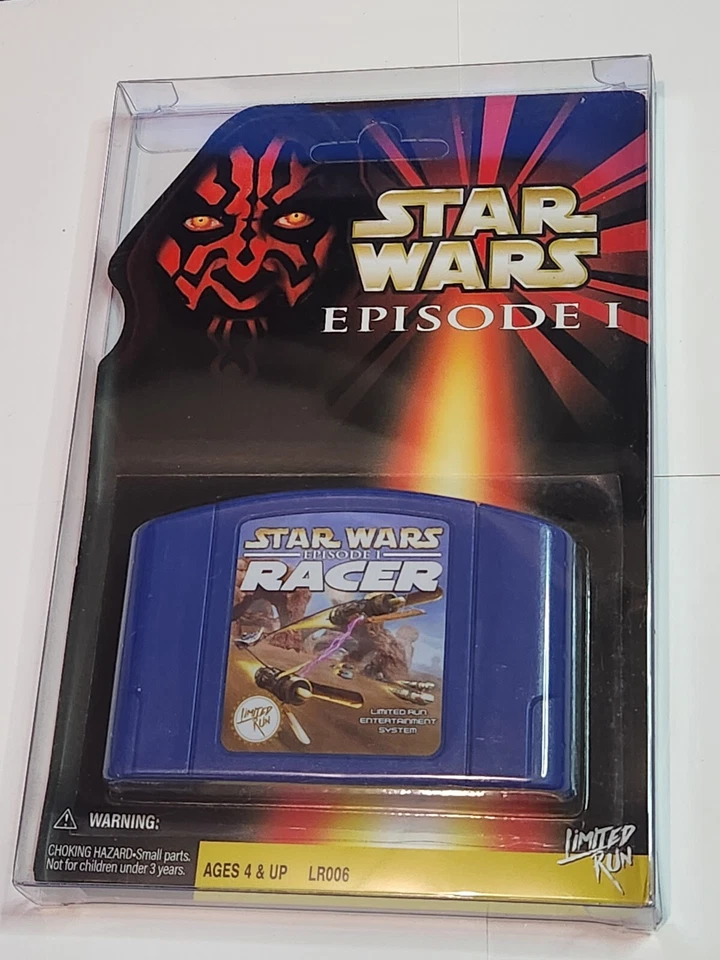 STAR
WARS
EPISODE I
STAR WARS
EPISODE I
RACER
LIMITED
RUN
LIMITED RUN
ENTERTAINMENT
SYSTEM
WARNING:
CHOKING HAZARD•Small parts.
Not for children under 3 years.
AGES 4 & UP LR006
LIMITED
RUN